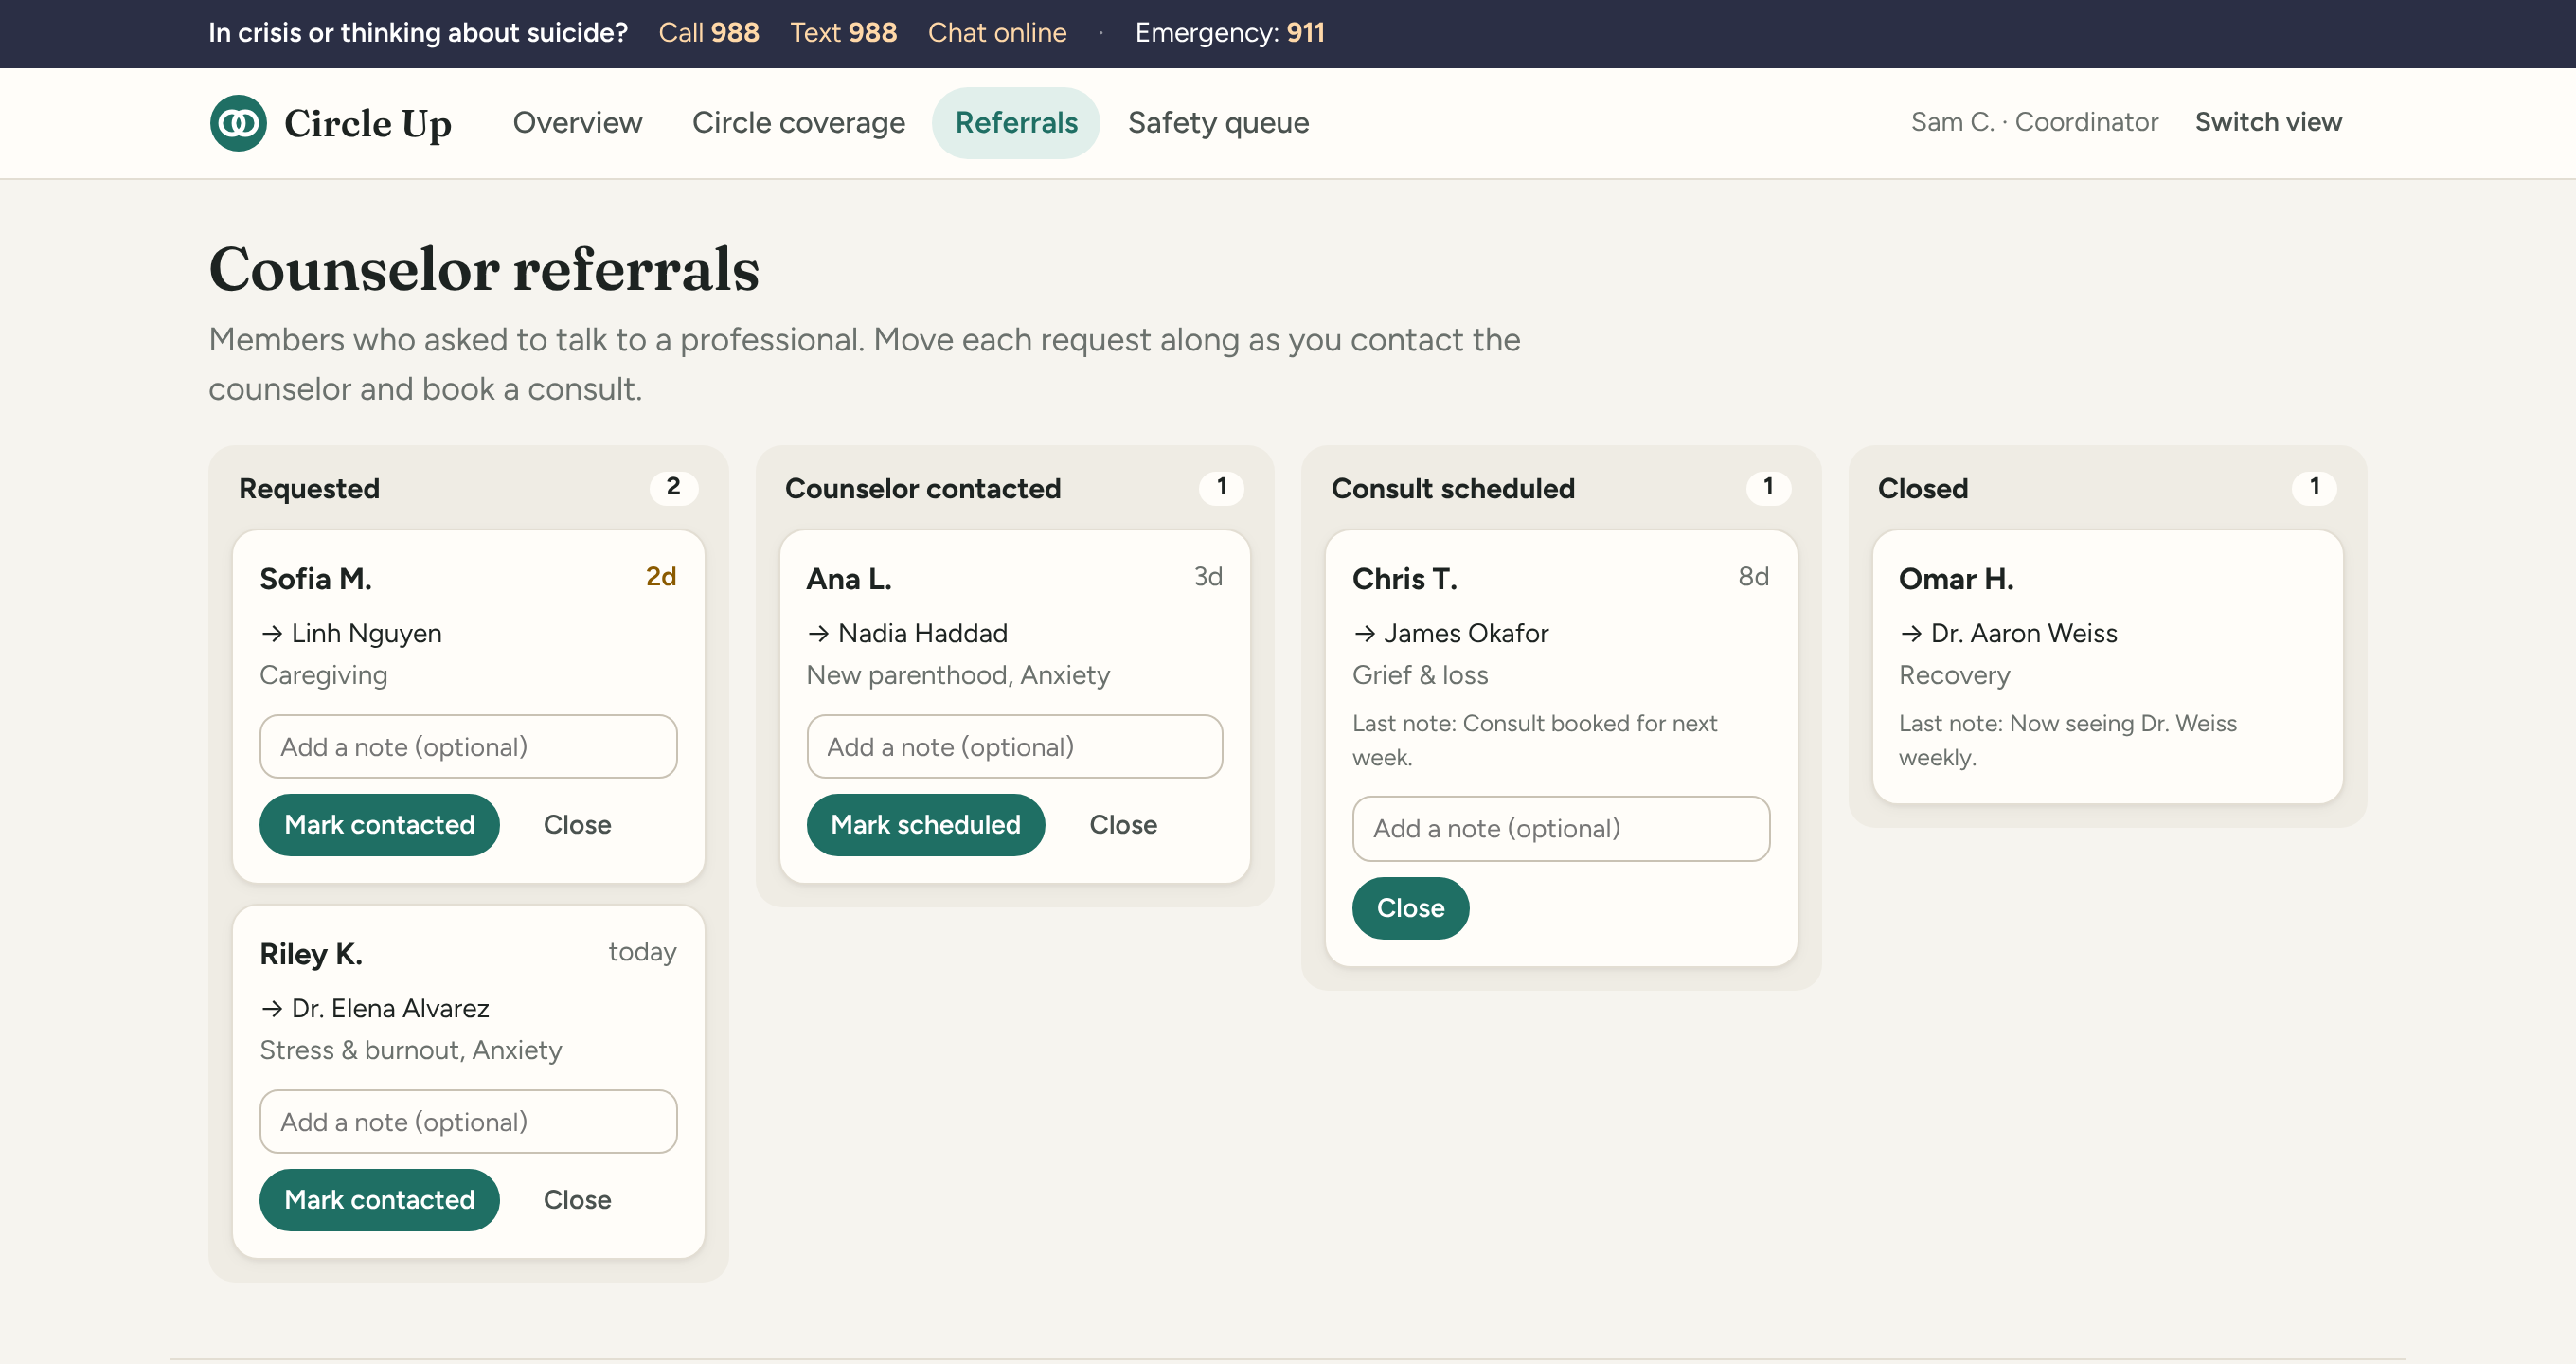 In crisis or thinking about suicide? Call 988 Text 988 Chat online · Emergency: 911
Circle Up Overview Circle coverage Referrals Safety queue Sam C. · Coordinator Switch view
Counselor referrals
Members who asked to talk to a professional. Move each request along as you contact the
counselor and book a consult.
Requested 2
Sofia M. 2d
→ Linh Nguyen
Caregiving
Add a note (optional)
Mark contacted Close
Riley K. today
→ Dr. Elena Alvarez
Stress & burnout, Anxiety
Add a note (optional)
Mark contacted Close
Counselor contacted 1
Ana L. 3d
→ Nadia Haddad
New parenthood, Anxiety
Add a note (optional)
Mark scheduled Close
Consult scheduled 1
Chris T. 8d
→ James Okafor
Grief & loss
Last note: Consult booked for next
week.
Add a note (optional)
Close
Closed 1
Omar H.
→ Dr. Aaron Weiss
Recovery
Last note: Now seeing Dr. Weiss
weekly.